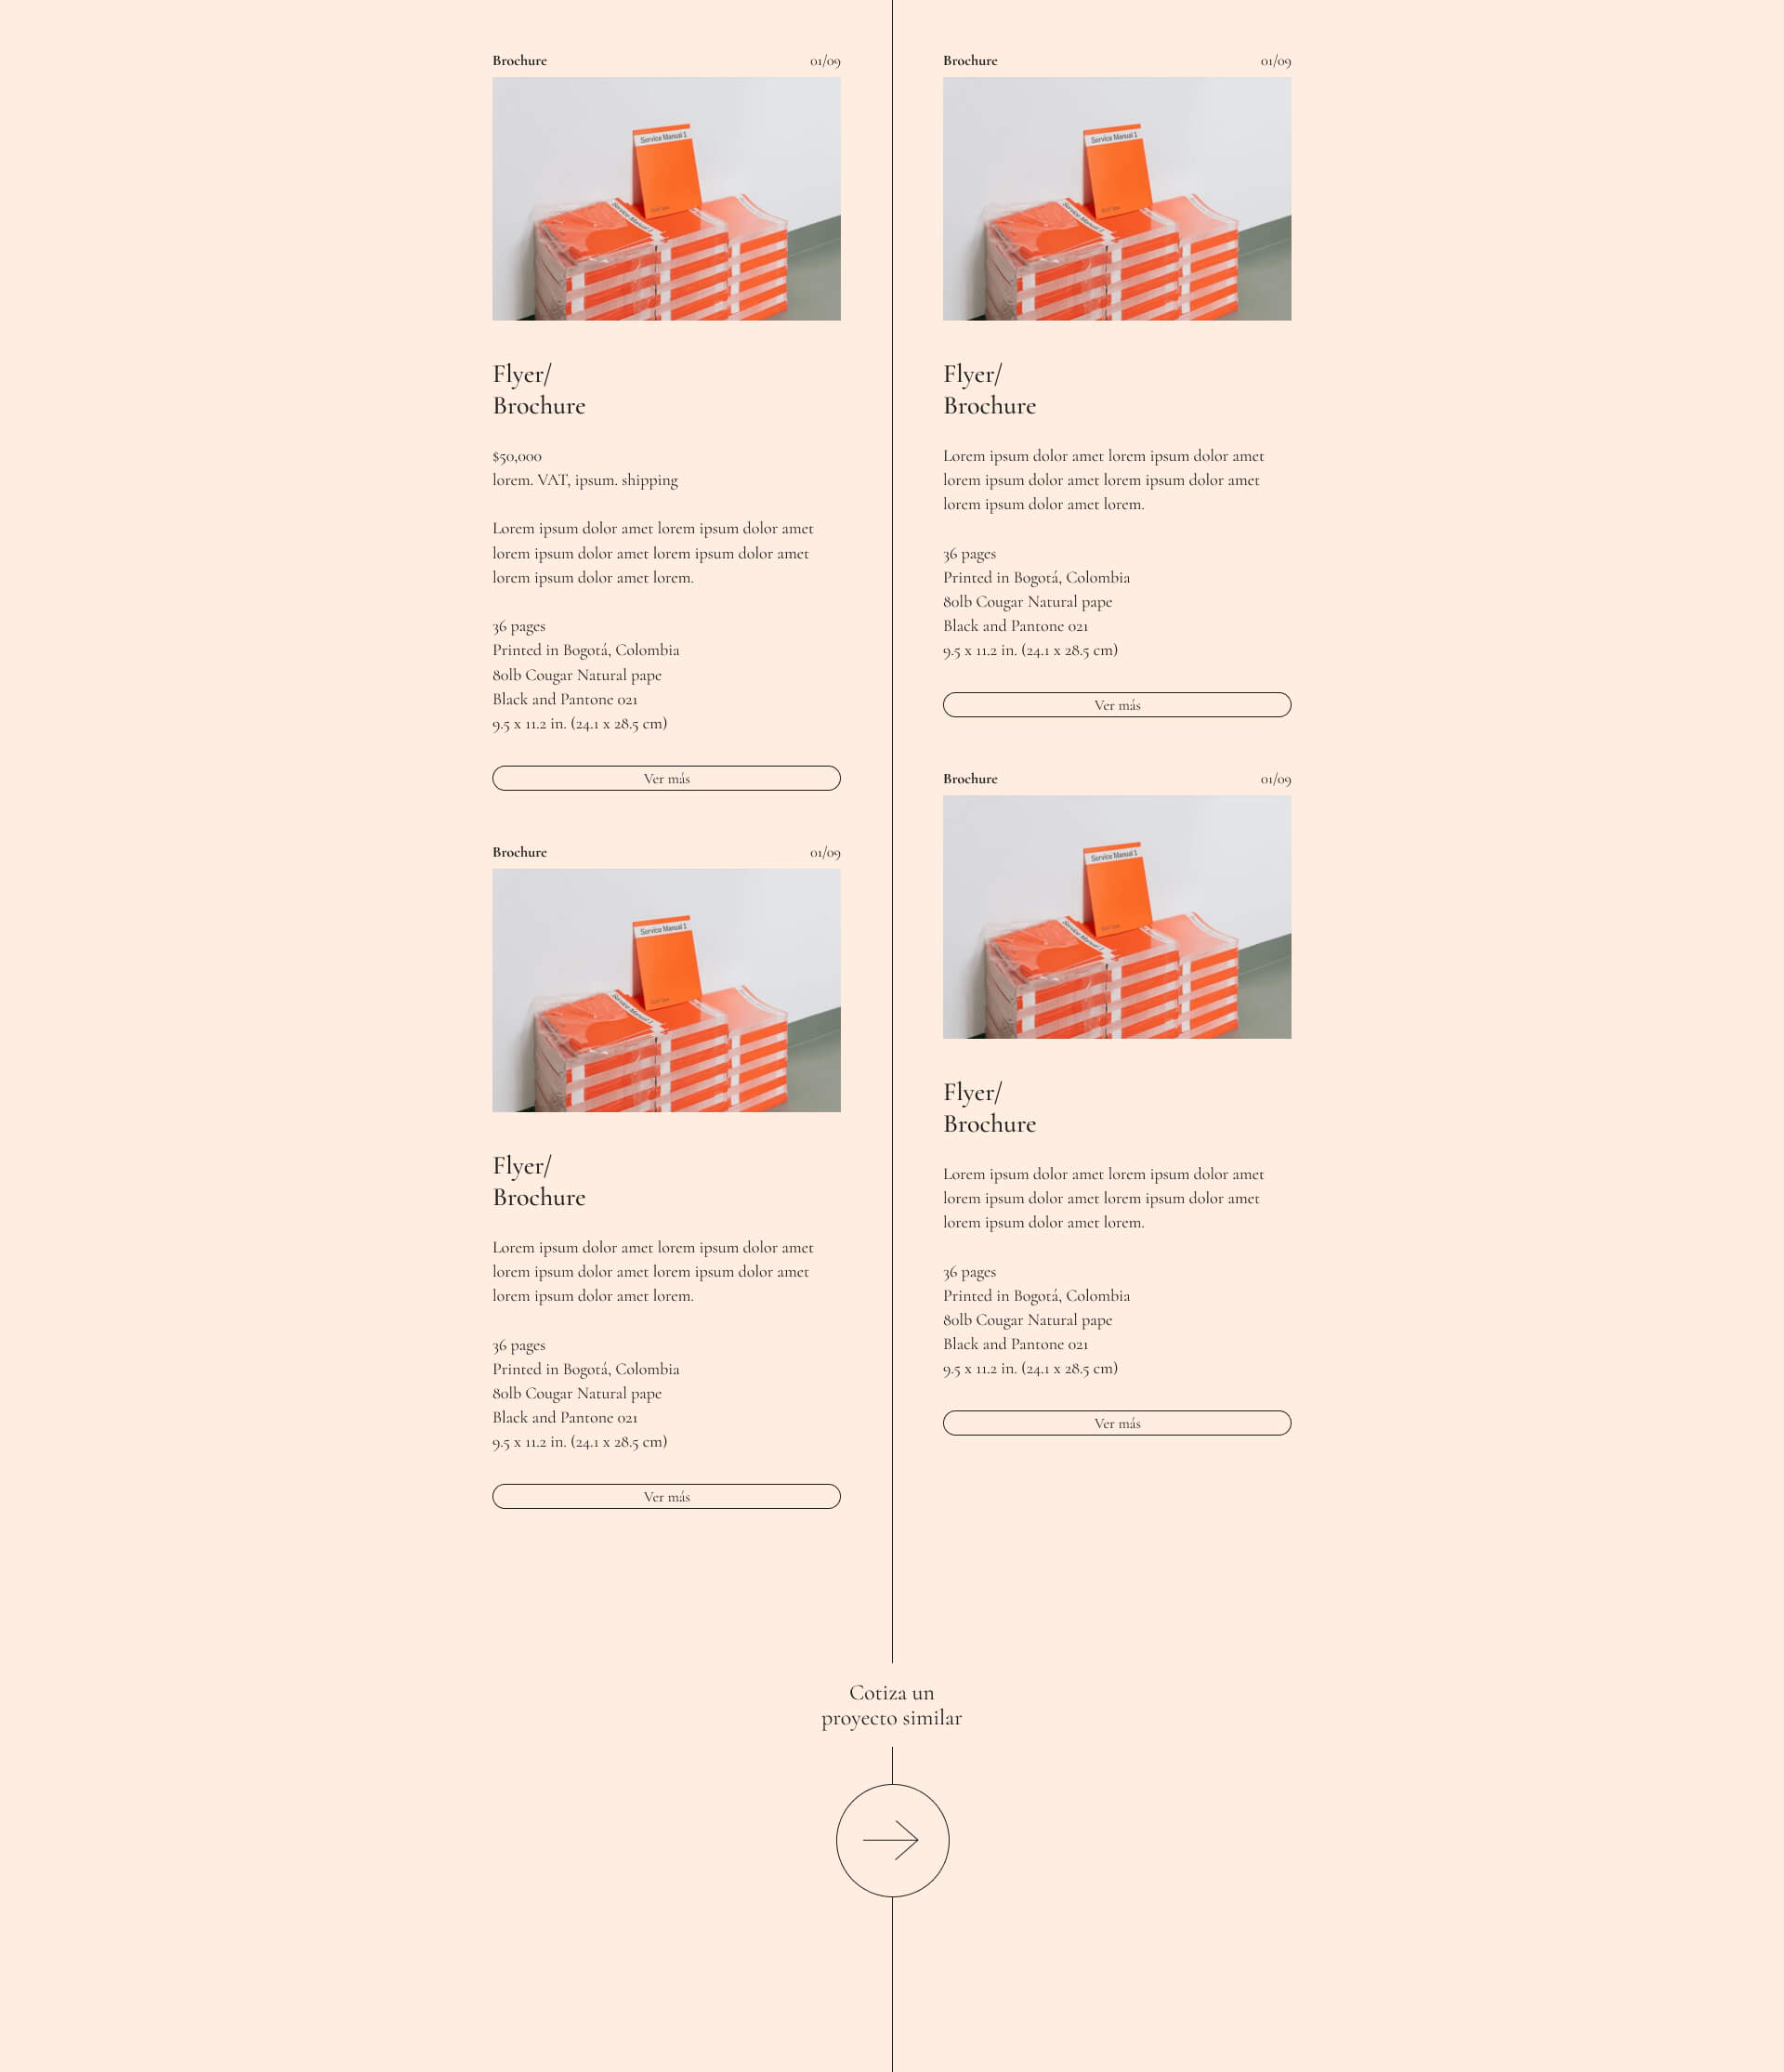 Brochure 01/09
Service Manual 1
Service Manual 1
Flyer/
Brochure
$50,000
lorem. VAT, ipsum. shipping
Lorem ipsum dolor amet lorem ipsum dolor amet
lorem ipsum dolor amet lorem ipsum dolor amet
lorem ipsum dolor amet lorem.
36 pages
Printed in Bogotá, Colombia
80lb Cougar Natural pape
Black and Pantone 021
9.5 x 11.2 in. (24.1 x 28.5 cm)
Ver más
Brochure 01/09
Service Manual 1
Service Manual 1
Flyer/
Brochure
Lorem ipsum dolor amet lorem ipsum dolor amet
lorem ipsum dolor amet lorem ipsum dolor amet
lorem ipsum dolor amet lorem.
36 pages
Printed in Bogotá, Colombia
80lb Cougar Natural pape
Black and Pantone 021
9.5 x 11.2 in. (24.1 x 28.5 cm)
Ver más
Brochure 01/09
Service Manual 1
Service Manual 1
Flyer/
Brochure
Lorem ipsum dolor amet lorem ipsum dolor amet
lorem ipsum dolor amet lorem ipsum dolor amet
lorem ipsum dolor amet lorem.
36 pages
Printed in Bogotá, Colombia
80lb Cougar Natural pape
Black and Pantone 021
9.5 x 11.2 in. (24.1 x 28.5 cm)
Ver más
Brochure 01/09
Service Manual 1
Service Manual 1
Flyer/
Brochure
Lorem ipsum dolor amet lorem ipsum dolor amet
lorem ipsum dolor amet lorem ipsum dolor amet
lorem ipsum dolor amet lorem.
36 pages
Printed in Bogotá, Colombia
80lb Cougar Natural pape
Black and Pantone 021
9.5 x 11.2 in. (24.1 x 28.5 cm)
Ver más
Cotiza un
proyecto similar